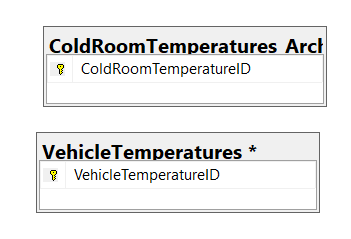 ColdRoomTemperatures_Arch
ColdRoomTemperatureID
VehicleTemperatures *
VehicleTemperatureID